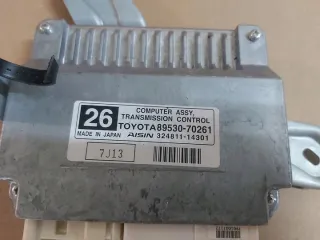 26
COMPUTER ASSY,
TRANSMISSION CONTROL
TOYOTA 89530-70261
MADE IN JAPAN AISIN 324811-14301
7J13